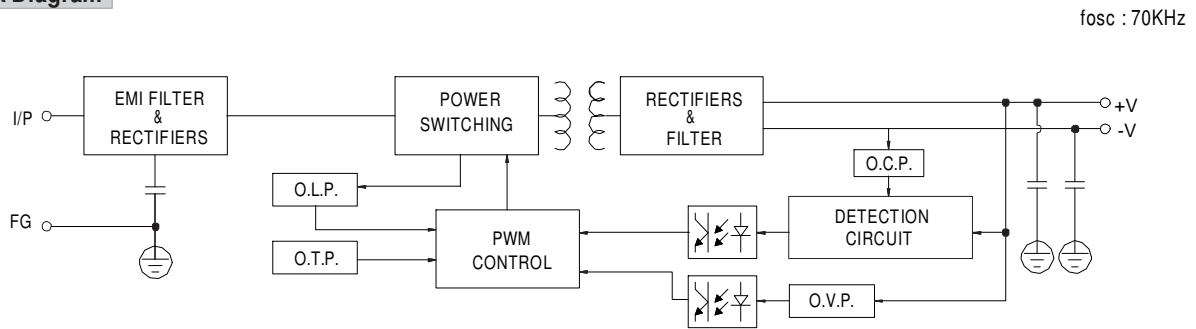 Diagram
fosc : 70KHz
I/P
EMI FILTER
&
RECTIFIERS
POWER
SWITCHING
RECTIFIERS
&
FILTER
+V
-V
O.C.P.
O.L.P.
FG
DETECTION
CIRCUIT
PWM
CONTROL
O.T.P.
O.V.P.